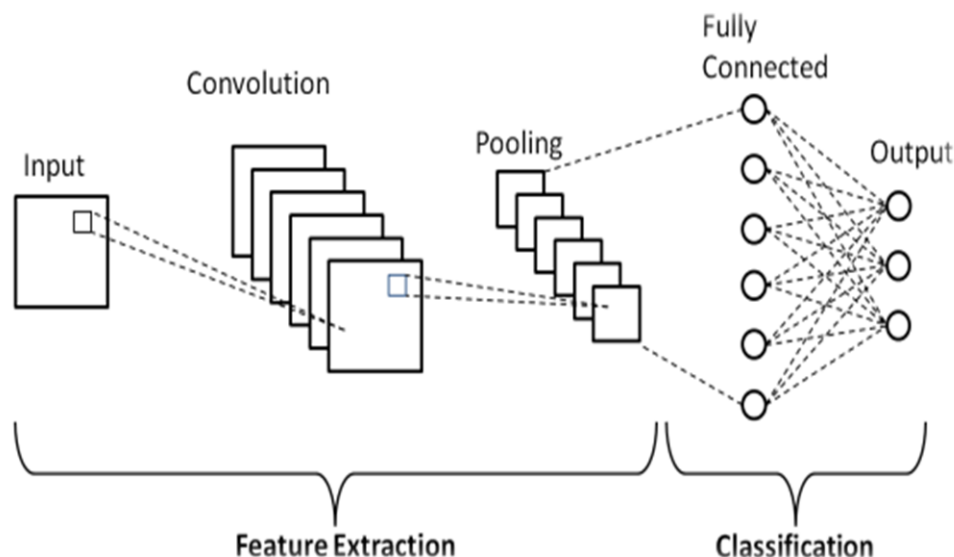 Fully
Connected
Convolution
Pooling
Input
Output
Feature Extraction
Classification